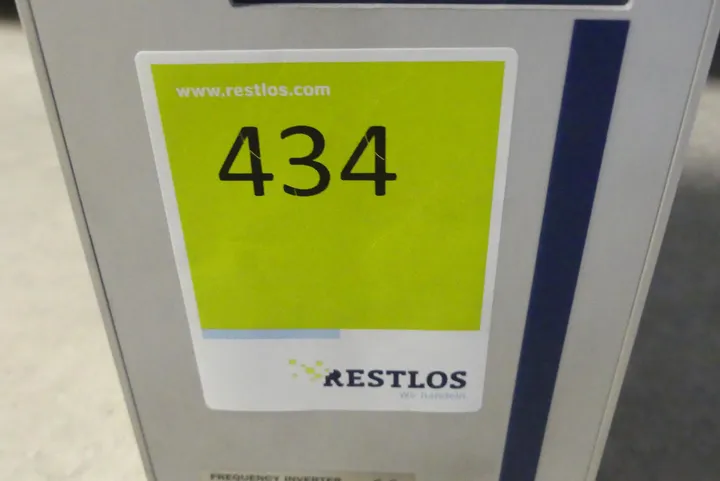 www.restlos.com
434
RESTLOS
FREQUENCY INVERTER